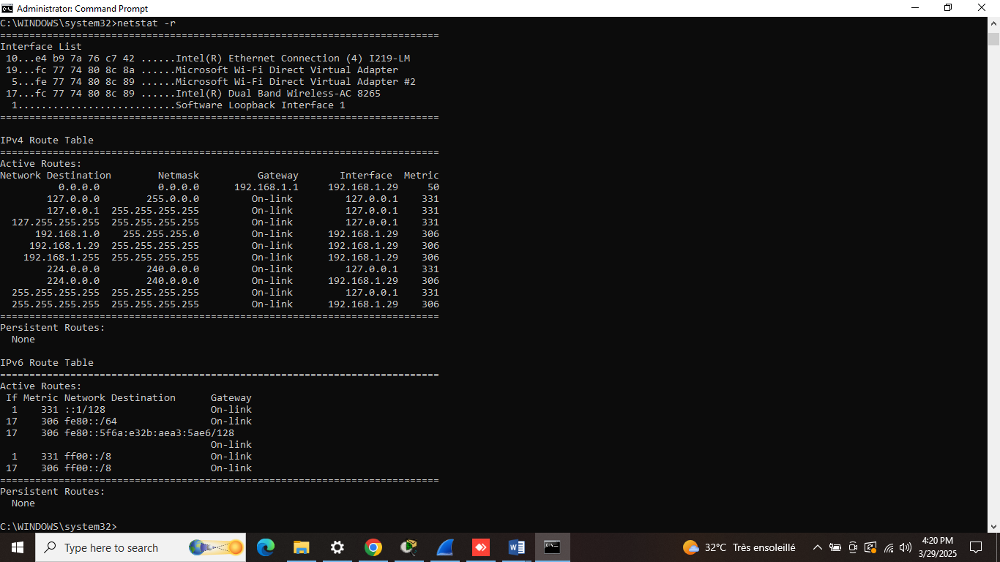 Administrator: Command Prompt
C:\WINDOWS\system32>netstat -r
===========================================================================
Interface List
 10...e4 b9 7a 76 c7 42 ......Intel(R) Ethernet Connection (4) I219-LM
 19...fc 77 74 80 8c 8a ......Microsoft Wi-Fi Direct Virtual Adapter
  5...fe 77 74 80 8c 89 ......Microsoft Wi-Fi Direct Virtual Adapter #2
 17...fc 77 74 80 8c 89 ......Intel(R) Dual Band Wireless-AC 8265
  1...........................Software Loopback Interface 1
===========================================================================
IPv4 Route Table
===========================================================================
Active Routes:
Network Destination        Netmask          Gateway       Interface  Metric
          0.0.0.0          0.0.0.0      192.168.1.1     192.168.1.29     50
        127.0.0.0        255.0.0.0         On-link         127.0.0.1    331
        127.0.0.1  255.255.255.255         On-link         127.0.0.1    331
  127.255.255.255  255.255.255.255         On-link         127.0.0.1    331
      192.168.1.0    255.255.255.0         On-link      192.168.1.29    306
     192.168.1.29  255.255.255.255         On-link      192.168.1.29    306
    192.168.1.255  255.255.255.255         On-link      192.168.1.29    306
        224.0.0.0        240.0.0.0         On-link         127.0.0.1    331
        224.0.0.0        240.0.0.0         On-link      192.168.1.29    306
  255.255.255.255  255.255.255.255         On-link         127.0.0.1    331
  255.255.255.255  255.255.255.255         On-link      192.168.1.29    306
===========================================================================
Persistent Routes:
  None
IPv6 Route Table
===========================================================================
Active Routes:
 If Metric Network Destination      Gateway
  1    331 ::1/128                  On-link
 17    306 fe80::/64                On-link
 17    306 fe80::5f6a:e32b:aea3:5ae6/128
                                    On-link
  1    331 ff00::/8                 On-link
 17    306 ff00::/8                 On-link
===========================================================================
Persistent Routes:
  None
C:\WINDOWS\system32>
Type here to search
32°C Très ensoleillé
4:20 PM
3/29/2025